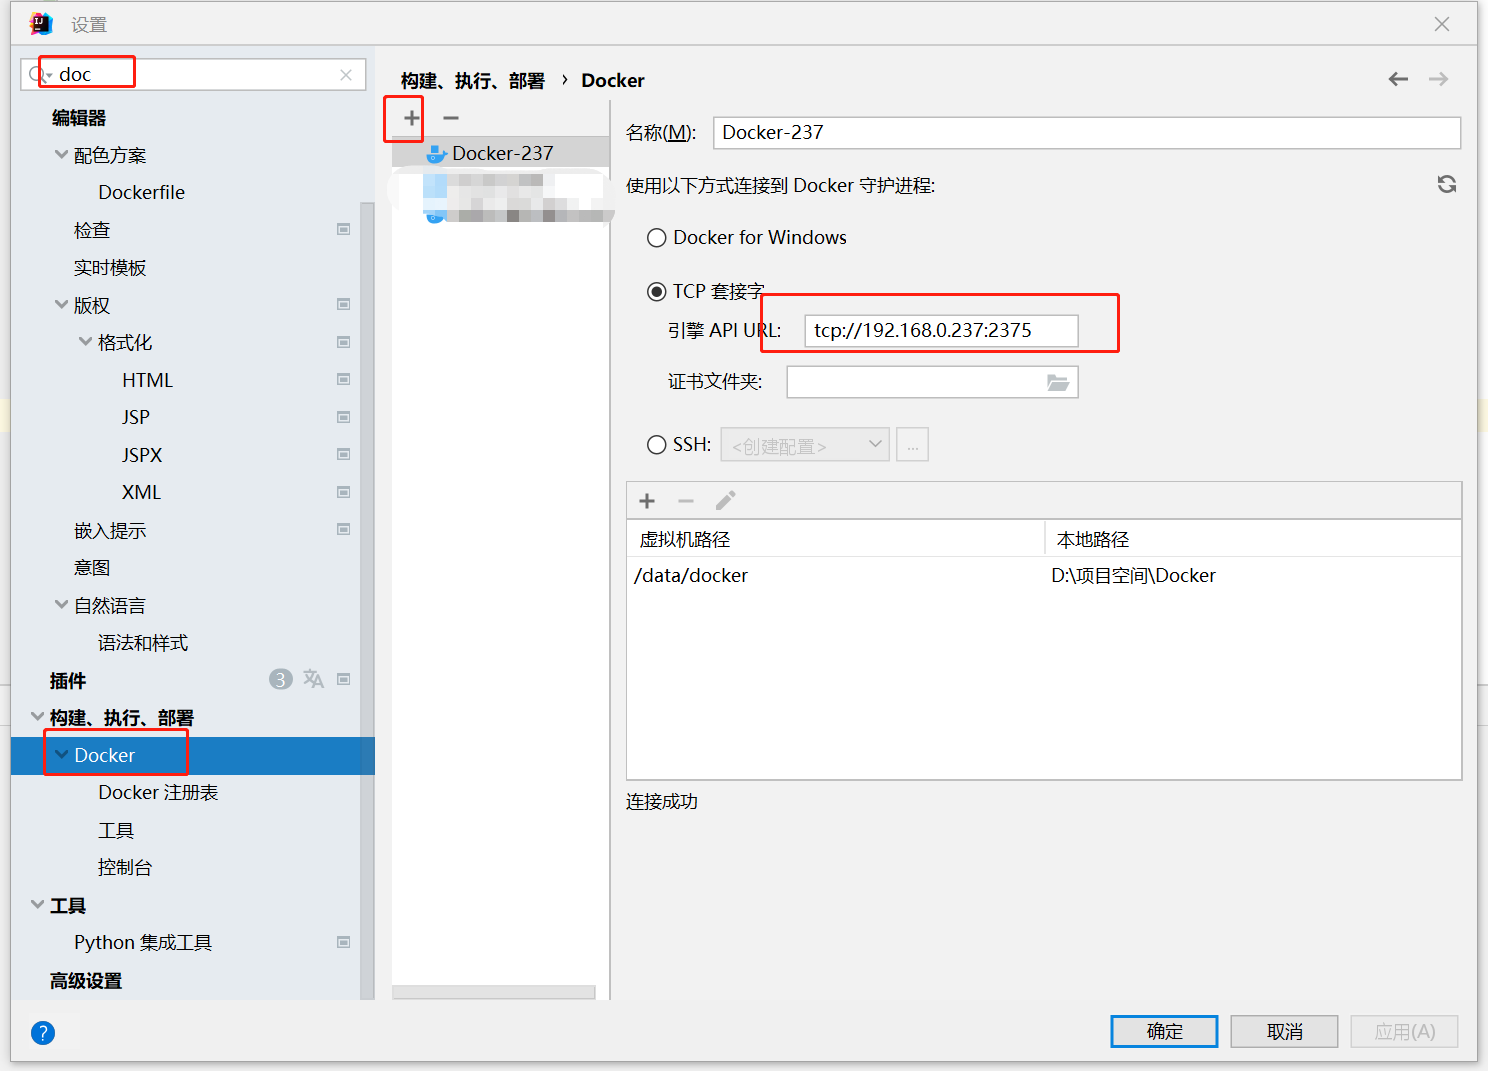 设置
doc
编辑器
配色方案
Dockerfile
检查
实时模板
版权
格式化
HTML
JSP
JSPX
XML
嵌入提示
意图
自然语言
语法和样式
插件 3
构建、执行、部署
Docker
Docker 注册表
工具
控制台
工具
Python 集成工具
高级设置
构建、执行、部署 › Docker
Docker-237
名称(M): Docker-237
使用以下方式连接到 Docker 守护进程:
Docker for Windows
TCP 套接字
引擎 API URL: tcp://192.168.0.237:2375
证书文件夹:
SSH: <创建配置> ...
虚拟机路径 本地路径
/data/docker D:\项目空间\Docker
连接成功
? 确定 取消 应用(A)